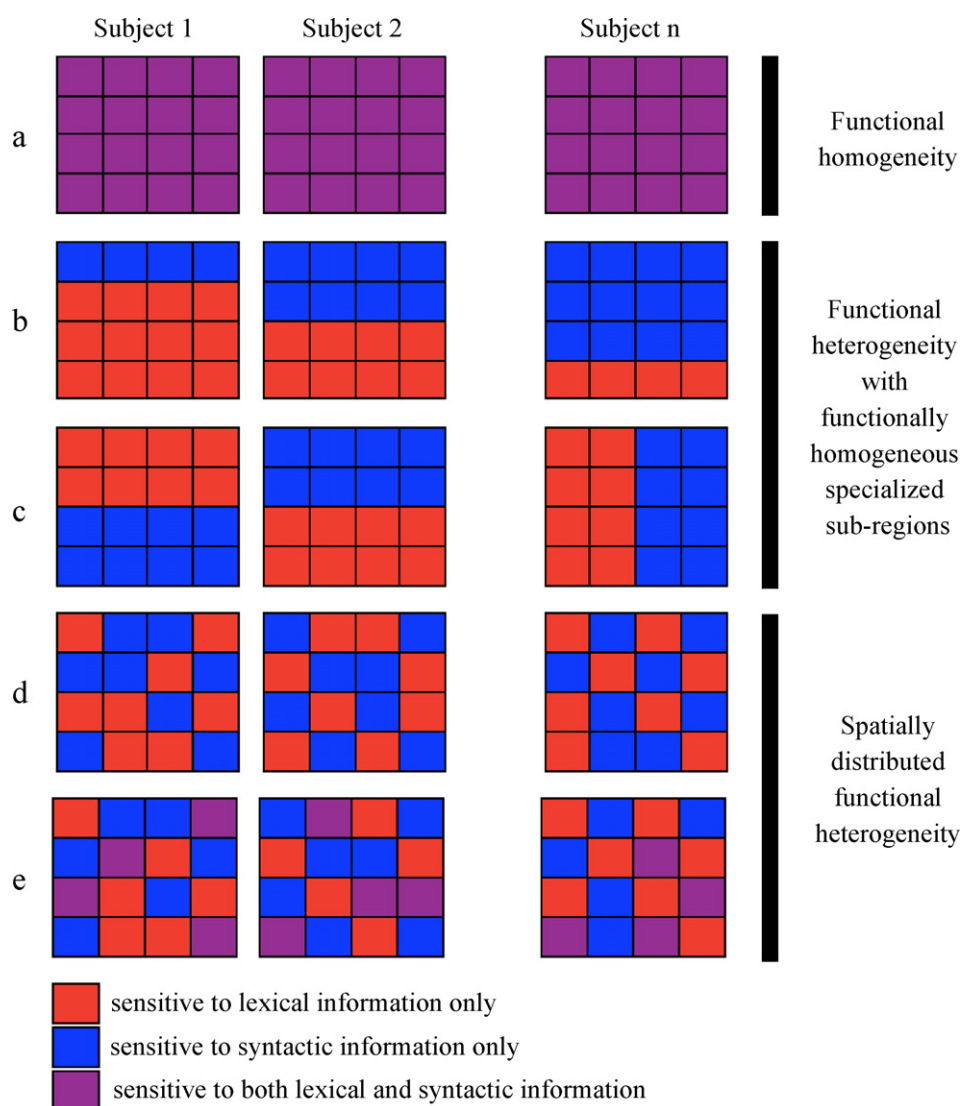 Subject 1
Subject 2
Subject n
a
Functional
homogeneity
b
c
Functional
heterogeneity
with
functionally
homogeneous
specialized
sub-regions
d
e
Spatially
distributed
functional
heterogeneity
sensitive to lexical information only
sensitive to syntactic information only
sensitive to both lexical and syntactic information